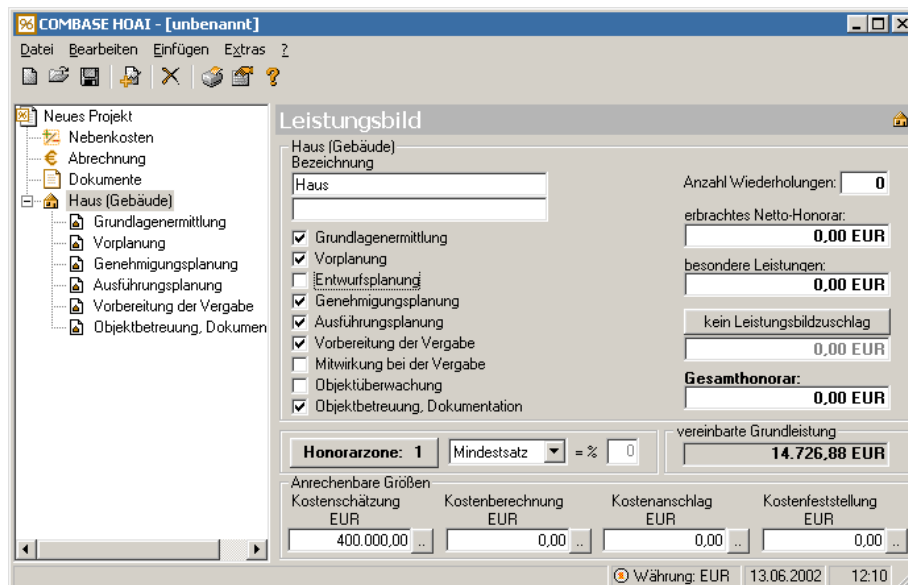 COMBASE HOAI - [unbenannt]
Datei Bearbeiten Einfügen Extras ?
Neues Projekt
Nebenkosten
Abrechnung
Dokumente
Haus (Gebäude)
Grundlagenermittlung
Vorplanung
Genehmigungsplanung
Ausführungsplanung
Vorbereitung der Vergabe
Objektbetreuung, Dokumen
Leistungsbild
Haus (Gebäude)
Bezeichnung
Haus
Grundlagenermittlung
Vorplanung
Entwurfsplanung
Genehmigungsplanung
Ausführungsplanung
Vorbereitung der Vergabe
Mitwirkung bei der Vergabe
Objektüberwachung
Objektbetreuung, Dokumentation
Anzahl Wiederholungen: 0
erbrachtes Netto-Honorar:
0,00 EUR
besondere Leistungen:
0,00 EUR
kein Leistungsbildzuschlag
0,00 EUR
Gesamthonorar:
0,00 EUR
Honorarzone: 1 Mindestsatz = % 0
vereinbarte Grundleistung
14.726,88 EUR
Anrechenbare Größen
Kostenschätzung Kostenberechnung Kostenanschlag Kostenfeststellung
EUR EUR EUR EUR
400.000,00 .. 0,00 .. 0,00 .. 0,00 ..
Währung: EUR 13.06.2002 12:10